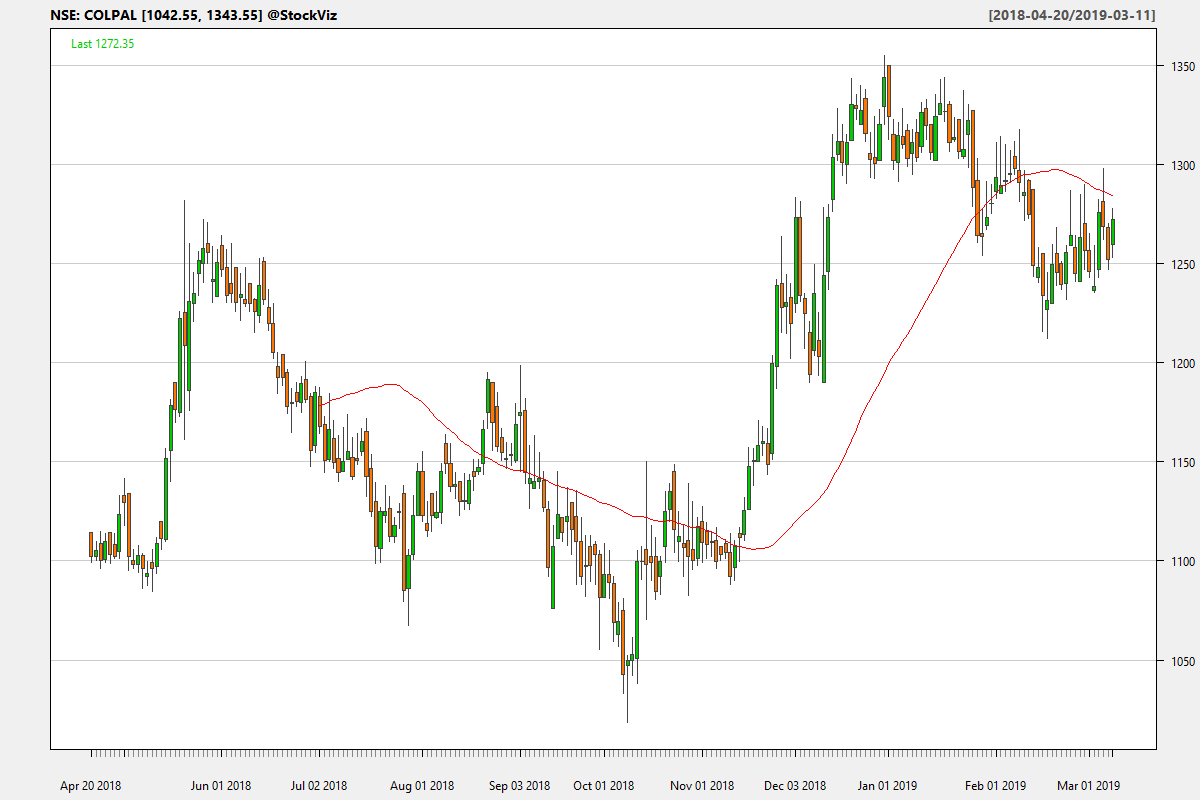 NSE: COLPAL [1042.55, 1343.55] @StockViz [2018-04-20/2019-03-11]
Last 1272.35
1350
1300
1250
1200
1150
1100
1050
Apr 20 2018 Jun 01 2018 Jul 02 2018 Aug 01 2018 Sep 03 2018 Oct 01 2018 Nov 01 2018 Dec 03 2018 Jan 01 2019 Feb 01 2019 Mar 01 2019